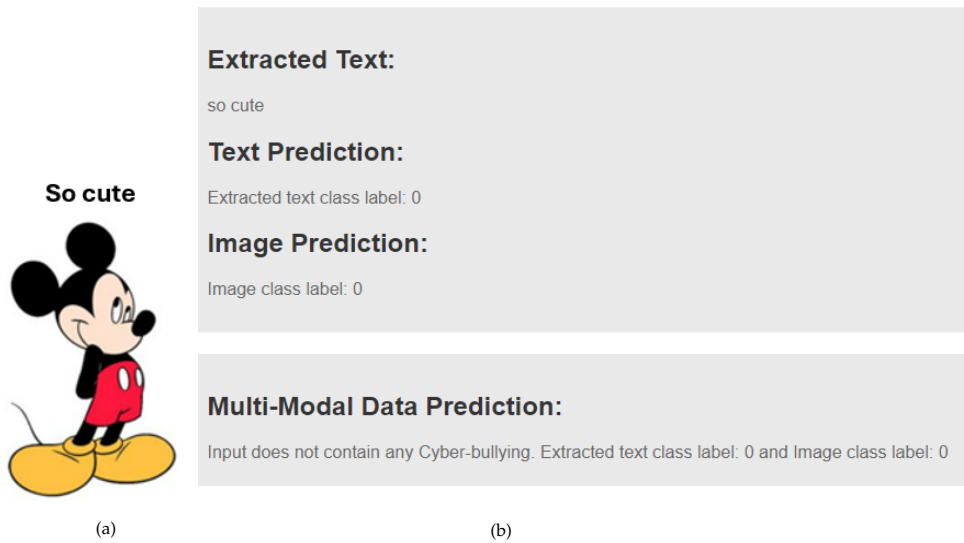 So cute
(a)
Extracted Text:
so cute
Text Prediction:
Extracted text class label: 0
Image Prediction:
Image class label: 0
Multi-Modal Data Prediction:
Input does not contain any Cyber-bullying. Extracted text class label: 0 and Image class label: 0
(b)